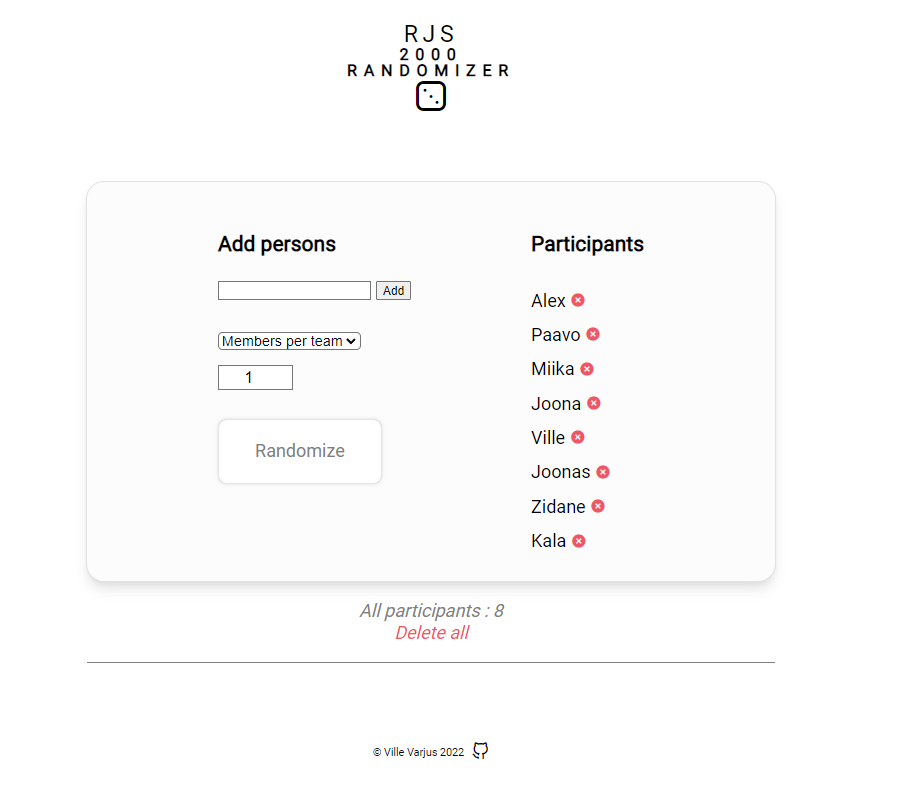 RJS
2000
RANDOMIZER
Add persons
Add
Members per team
1
Randomize
Participants
Alex
Paavo
Miika
Joona
Ville
Joonas
Zidane
Kala
All participants : 8
Delete all
© Ville Varjus 2022